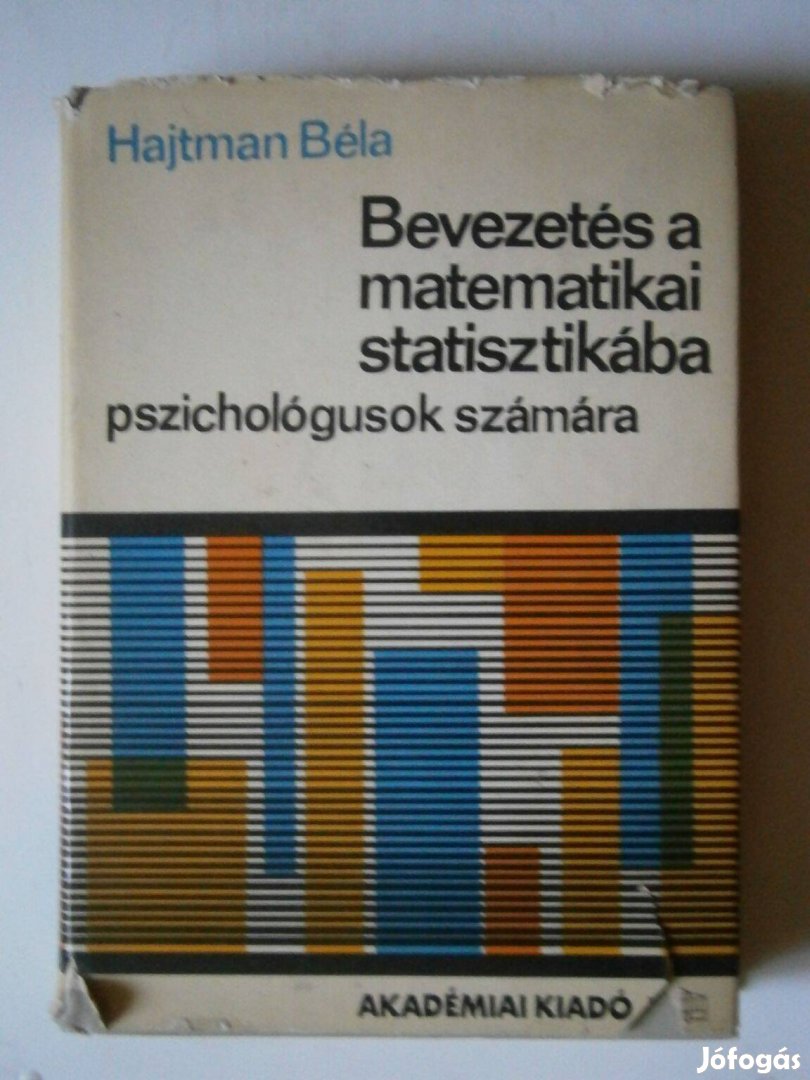 Hajtman Béla
Bevezetés a
matematikai
statisztikába
pszichológusok számára
AKADÉMIAI KIADÓ
Jófogás